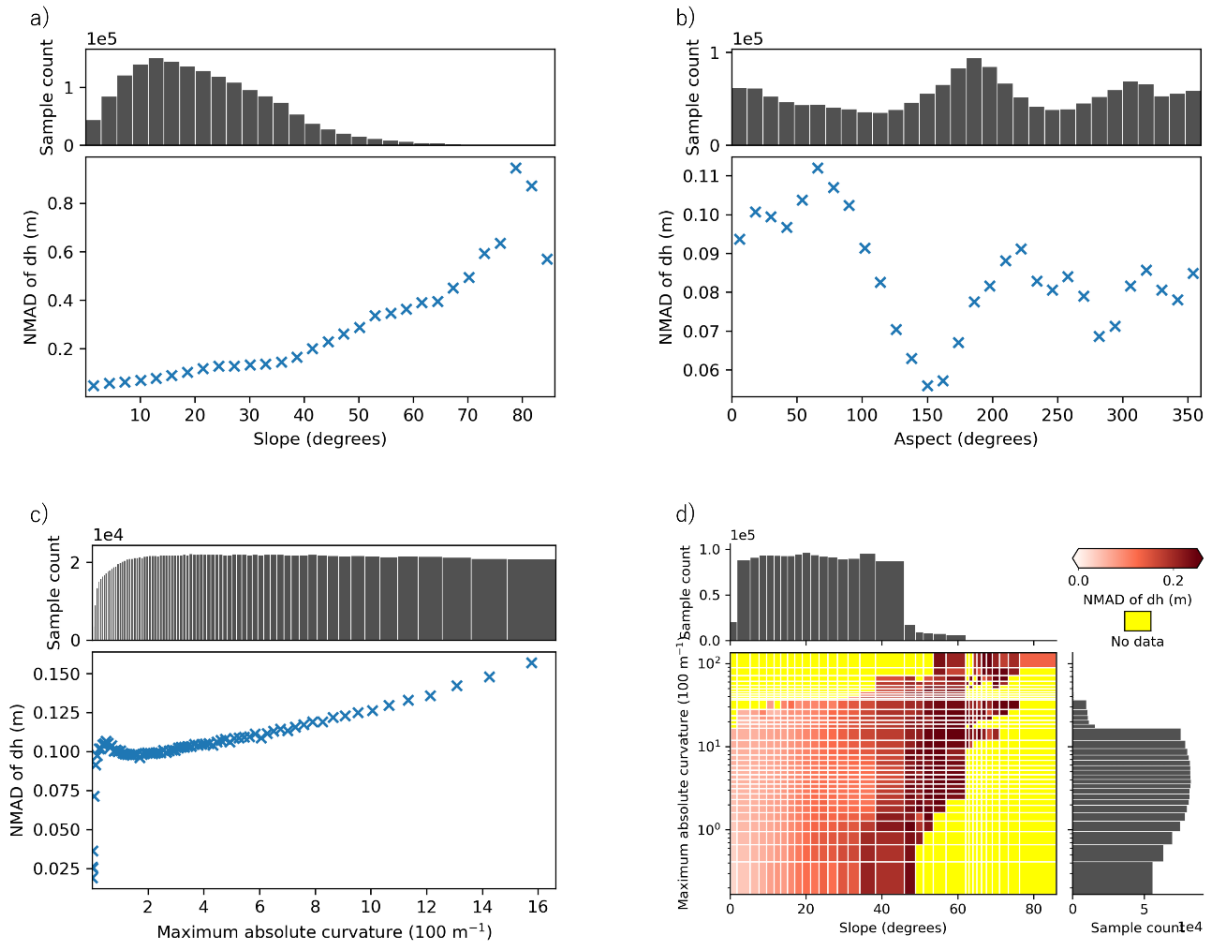 a)
1e5
Sample count
1
0
NMAD of dh (m)
0.8
0.6
0.4
0.2
10 20 30 40 50 60 70 80
Slope (degrees)
b)
1e5
Sample count
1
0
NMAD of dh (m)
0.11
0.10
0.09
0.08
0.07
0.06
0 50 100 150 200 250 300 350
Aspect (degrees)
c)
1e4
Sample count
2
0
NMAD of dh (m)
0.150
0.125
0.100
0.075
0.050
0.025
2 4 6 8 10 12 14 16
Maximum absolute curvature (100 m⁻¹)
d)
1e5
Sample count
1.0
0.5
0.0
0.0 0.2
NMAD of dh (m)
No data
Maximum absolute curvature (100 m⁻¹)
10²
10¹
10⁰
0 20 40 60 80
Slope (degrees)
0 5
Sample count
1e4